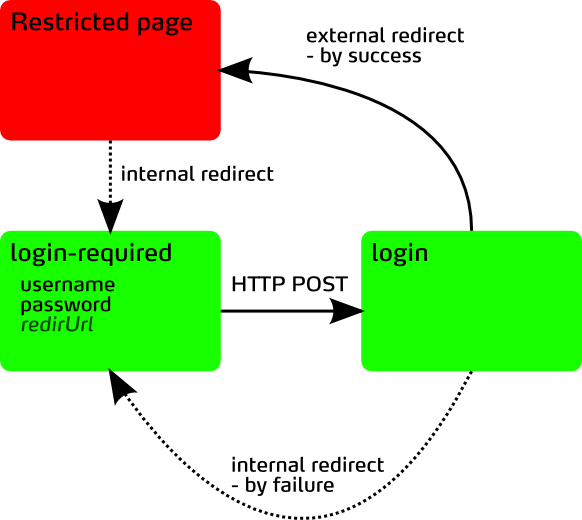 Restricted page
external redirect
- by success
internal redirect
login-required
username
password
redirUrl
HTTP POST
login
internal redirect
- by failure